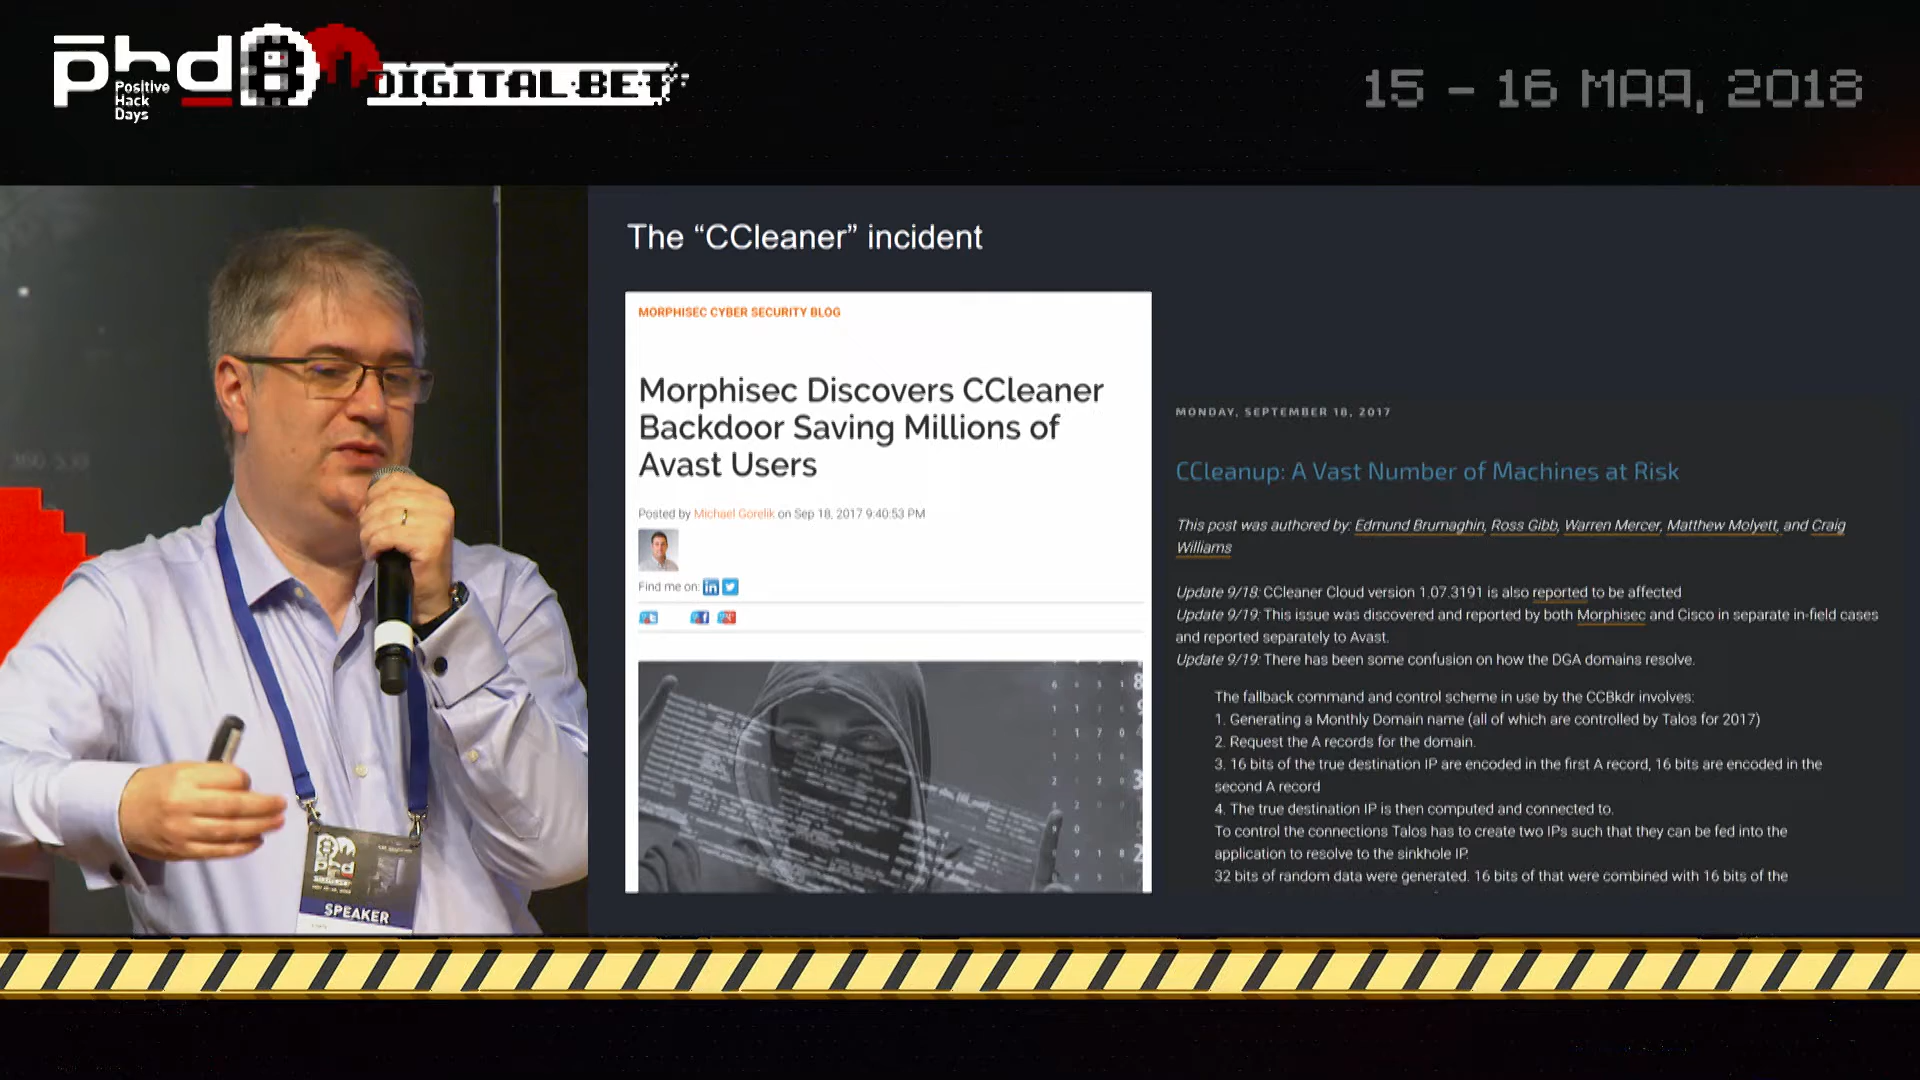 phd 8
Positive
Hack
Days
DIGITAL BET
15 – 16 МАЯ, 2018
The “CCleaner” incident
MORPHISEC CYBER SECURITY BLOG
Morphisec Discovers CCleaner
Backdoor Saving Millions of
Avast Users
Posted by Michael Gorelik on Sep 18, 2017 9:40:53 PM
Find me on:
MONDAY, SEPTEMBER 18, 2017
CCleanup: A Vast Number of Machines at Risk
This post was authored by: Edmund Brumaghin, Ross Gibb, Warren Mercer, Matthew Molyett, and Craig
Williams
Update 9/18: CCleaner Cloud version 1.07.3191 is also reported to be affected
Update 9/19: This issue was discovered and reported by both Morphisec and Cisco in separate in-field cases
and reported separately to Avast.
Update 9/19: There has been some confusion on how the DGA domains resolve.
The fallback command and control scheme in use by the CCBkdr involves:
1. Generating a Monthly Domain name (all of which are controlled by Talos for 2017)
2. Request the A records for the domain.
3. 16 bits of the true destination IP are encoded in the first A record, 16 bits are encoded in the
second A record
4. The true destination IP is then computed and connected to.
To control the connections Talos has to create two IPs such that they can be fed into the
application to resolve to the sinkhole IP.
32 bits of random data were generated. 16 bits of that were combined with 16 bits of the
phd
SPEAKER